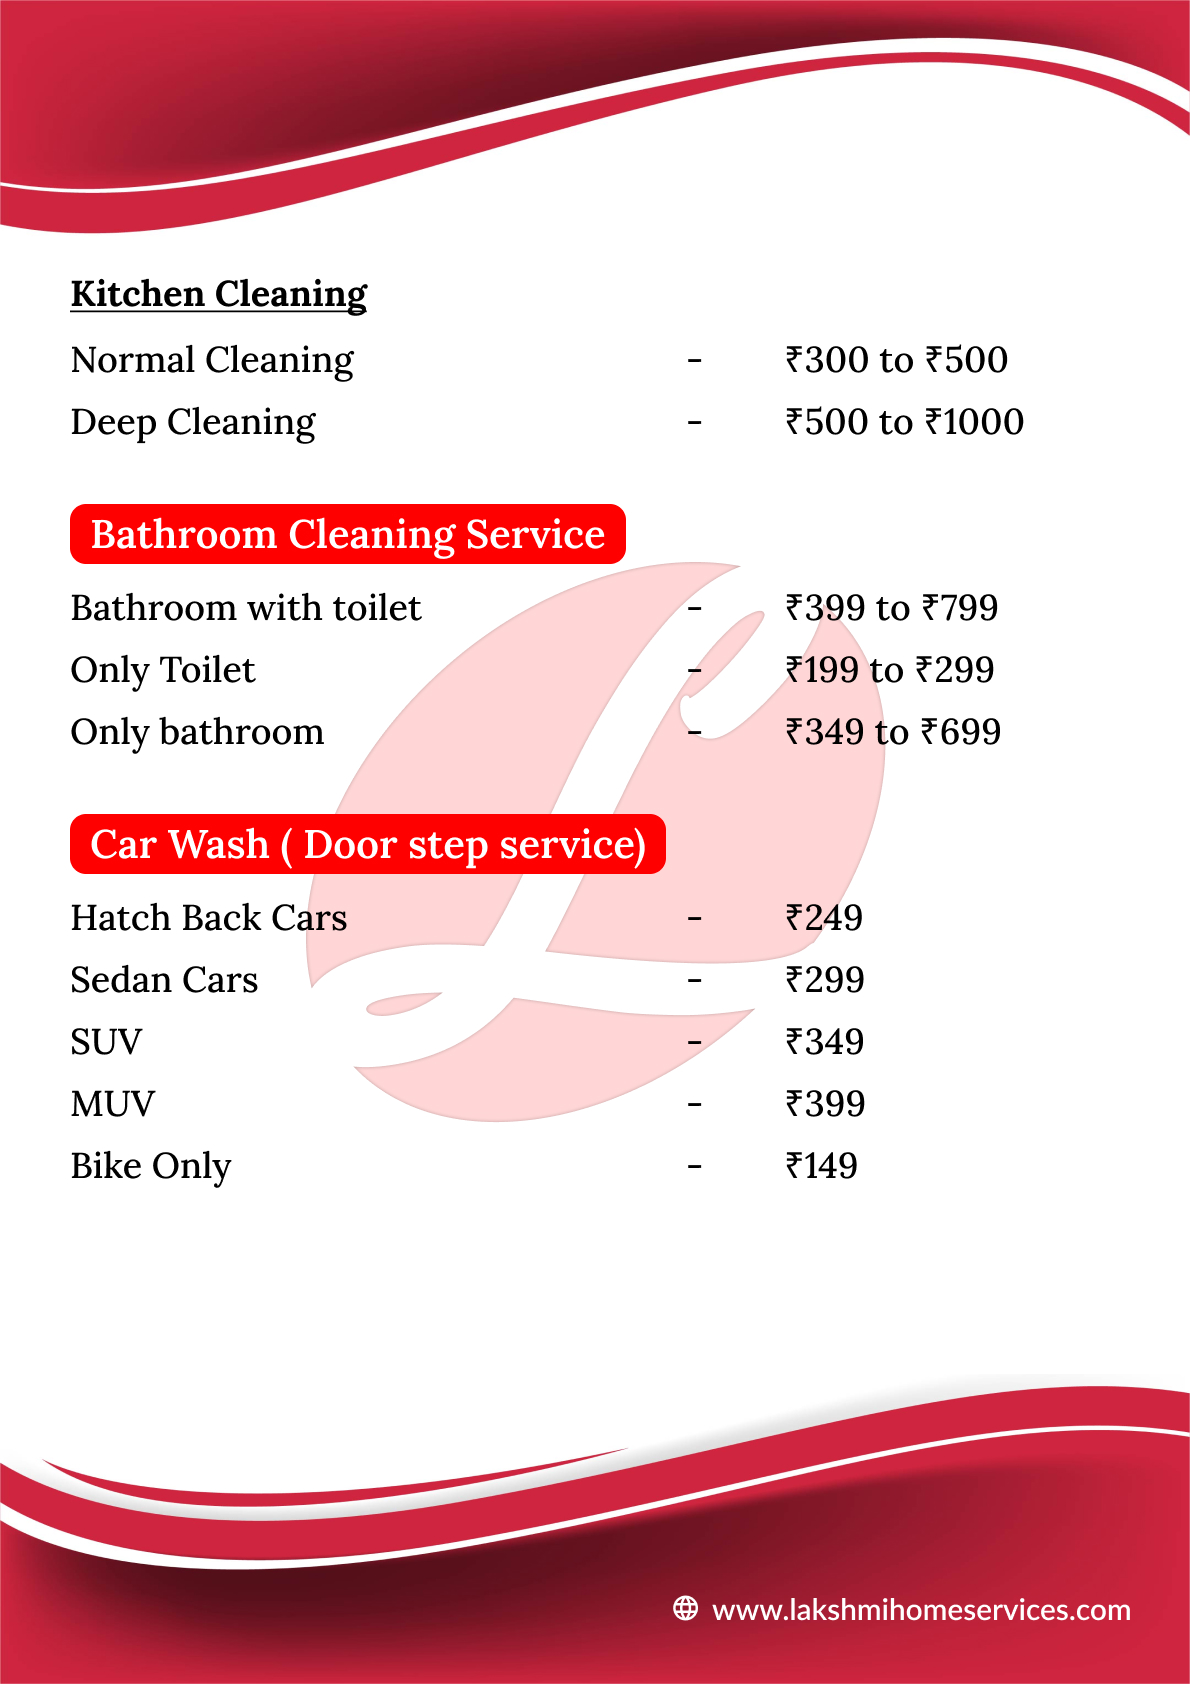 Kitchen Cleaning
Normal Cleaning - ₹300 to ₹500
Deep Cleaning - ₹500 to ₹1000
Bathroom Cleaning Service
Bathroom with toilet - ₹399 to ₹799
Only Toilet - ₹199 to ₹299
Only bathroom - ₹349 to ₹699
Car Wash ( Door step service)
Hatch Back Cars - ₹249
Sedan Cars - ₹299
SUV - ₹349
MUV - ₹399
Bike Only - ₹149
www.lakshmihomeservices.com